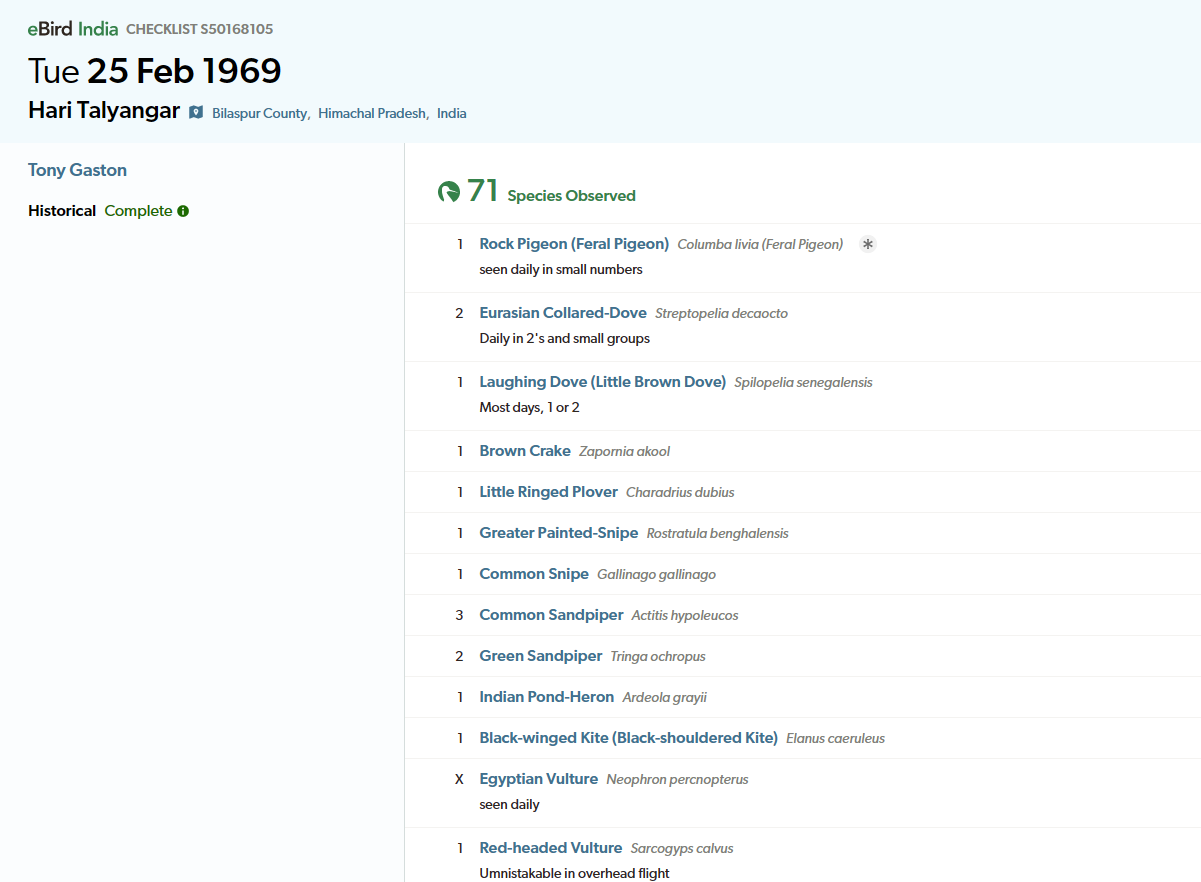 eBird India CHECKLIST S50168105
Tue 25 Feb 1969
Hari Talyangar Bilaspur County, Himachal Pradesh, India
Tony Gaston
Historical Complete
71 Species Observed
1 Rock Pigeon (Feral Pigeon) Columba livia (Feral Pigeon) *
seen daily in small numbers
2 Eurasian Collared-Dove Streptopelia decaocto
Daily in 2's and small groups
1 Laughing Dove (Little Brown Dove) Spilopelia senegalensis
Most days, 1 or 2
1 Brown Crake Zapornia akool
1 Little Ringed Plover Charadrius dubius
1 Greater Painted-Snipe Rostratula benghalensis
1 Common Snipe Gallinago gallinago
3 Common Sandpiper Actitis hypoleucos
2 Green Sandpiper Tringa ochropus
1 Indian Pond-Heron Ardeola grayii
1 Black-winged Kite (Black-shouldered Kite) Elanus caeruleus
X Egyptian Vulture Neophron percnopterus
seen daily
1 Red-headed Vulture Sarcogyps calvus
Umnistakable in overhead flight